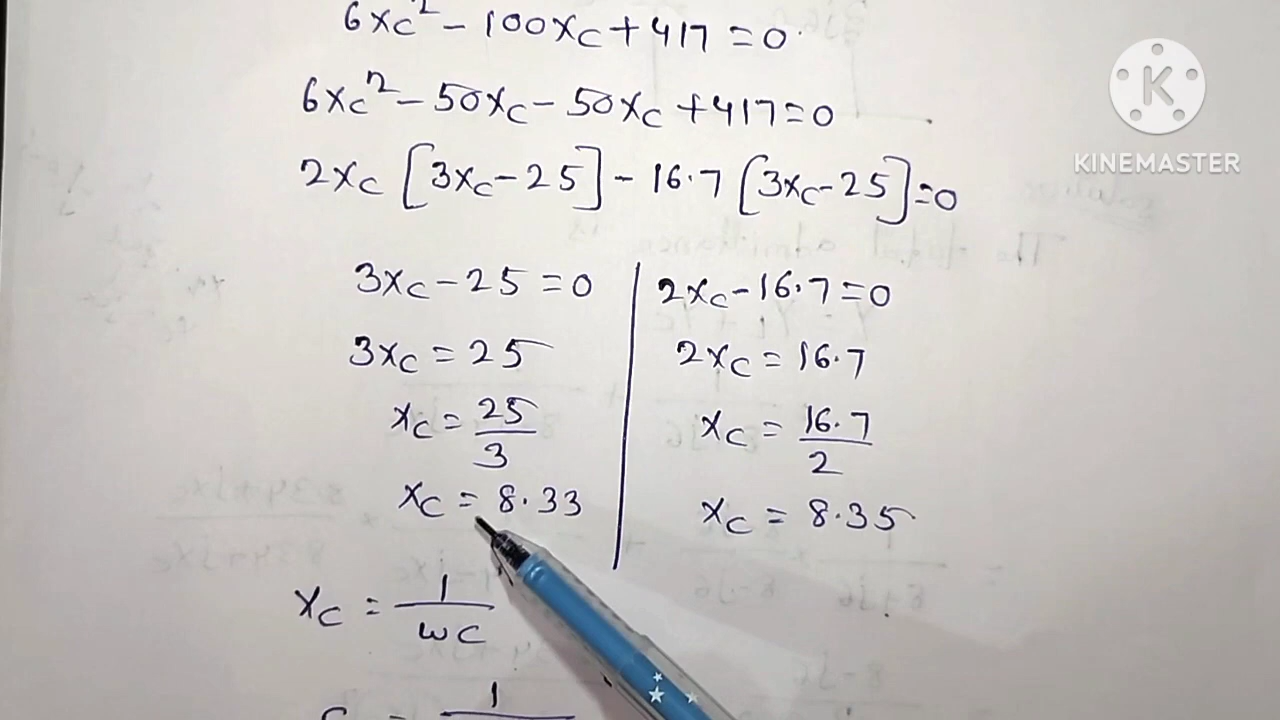 6xc² - 100xc + 417 = 0
6xc² - 50xc - 50xc + 417 = 0
2xc [3xc - 25] - 16.7 [3xc - 25] = 0
3xc - 25 = 0
3xc = 25
xc = 25/3
xc = 8.33
2xc - 16.7 = 0
2xc = 16.7
xc = 16.7/2
xc = 8.35
xc = 1/wc
K
KINEMASTER